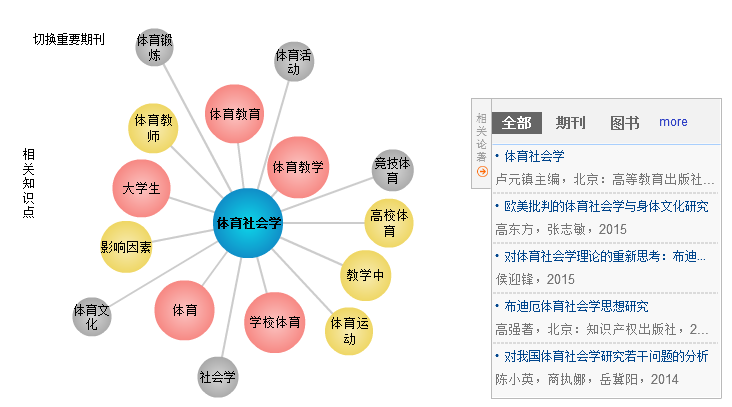 切换重要期刊
相关知识点
体育锻
炼
体育活
动
体育教育
体育教
师
体育教学
竞技体
育
大学生
高校体
育
体育社会学
影响因素
教学中
体育文
化
体育
学校体育
体育运
动
社会学
相关论著
全部 期刊 图书 more
• 体育社会学
卢元镇主编，北京：高等教育出版社...
• 欧美批判的体育社会学与身体文化研究
高东方，张志敏，2015
• 对体育社会学理论的重新思考：布迪...
侯迎锋，2015
• 布迪厄体育社会学思想研究
高强著，北京：知识产权出版社，2...
• 对我国体育社会学研究若干问题的分析
陈小英，商执娜，岳冀阳，2014